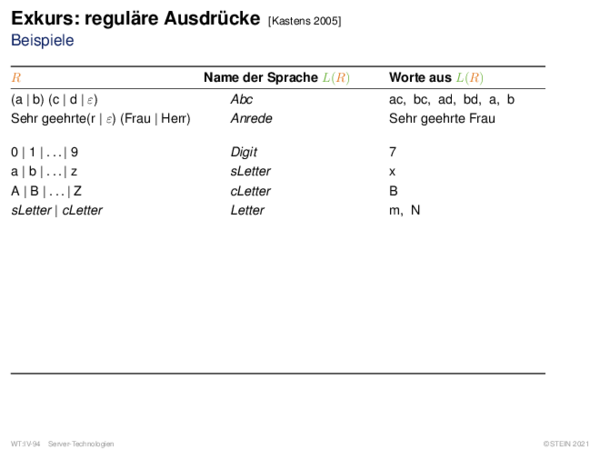 Exkurs: reguläre Ausdrücke [Kastens 2005]
Beispiele
R Name der Sprache L(R) Worte aus L(R)
(a | b) (c | d | ε) Abc ac, bc, ad, bd, a, b
Sehr geehrte(r | ε) (Frau | Herr) Anrede Sehr geehrte Frau
0 | 1 | . . . | 9 Digit 7
a | b | . . . | z sLetter x
A | B | . . . | Z cLetter B
sLetter | cLetter Letter m, N
WT:IV-94 Server-Technologien ©STEIN 2021